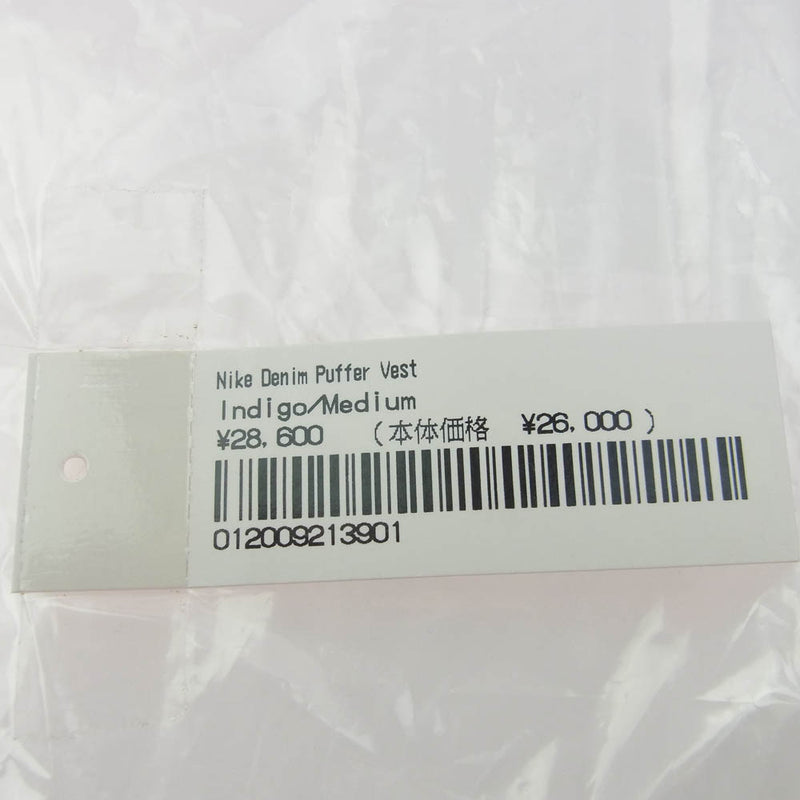 Nike Denim Puffer Vest
Indigo/Medium
¥28,600 (本体価格 ¥26,000)
012009213901